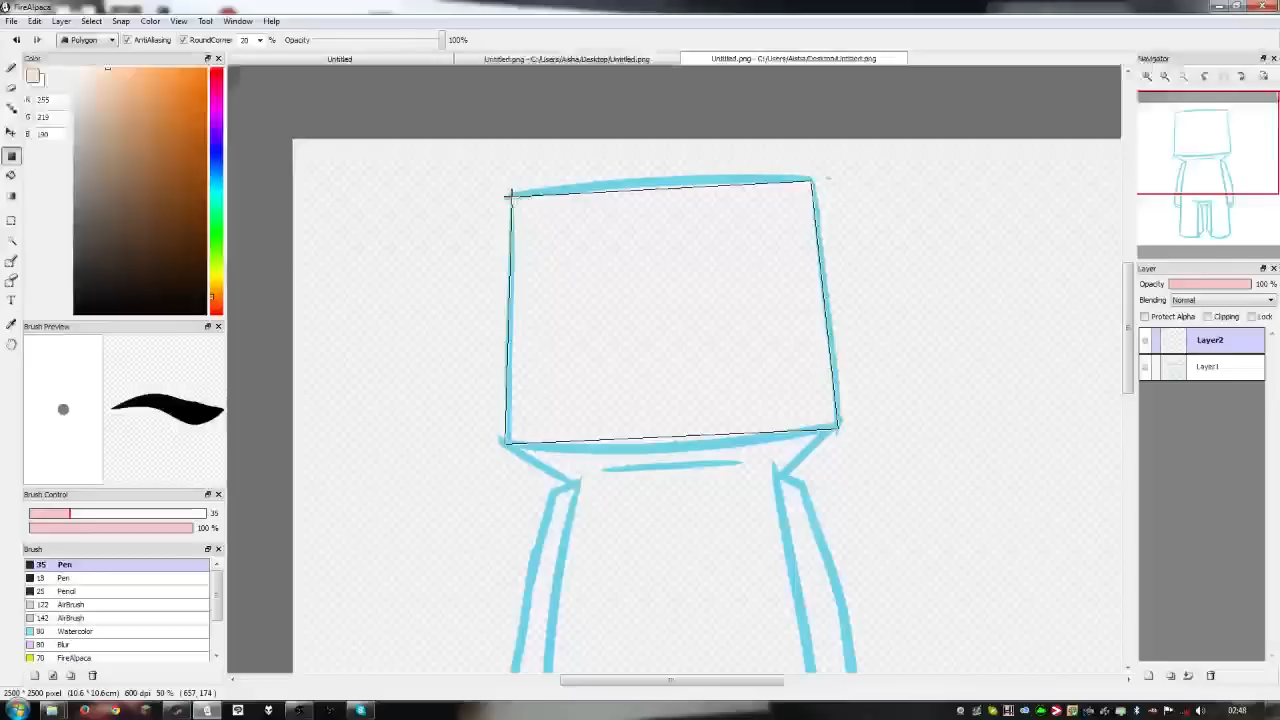 FireAlpaca
File Edit Layer Select Snap Color View Tool Window Help
Polygon AntiAliasing RoundCorner 20 % Opacity 100%
Color
Untitled
Untitled.png - C:/Users/Aisha/Desktop/Untitled.png
Untitled.png - C:/Users/Aisha/Desktop/Untitled.png
Navigator
R 255
G 219
B 190
Layer
Opacity 100 %
Blending Normal
Protect Alpha Clipping Lock
Layer2
Layer1
Brush Preview
Brush Control
35
100 %
Brush
35 Pen
18 Pen
25 Pencil
122 AirBrush
142 AirBrush
80 Watercolor
80 Blur
70 FireAlpaca
2500 * 2500 pixel (10.6 * 10.6cm) 600 dpi 50 % (657,174)
02:48